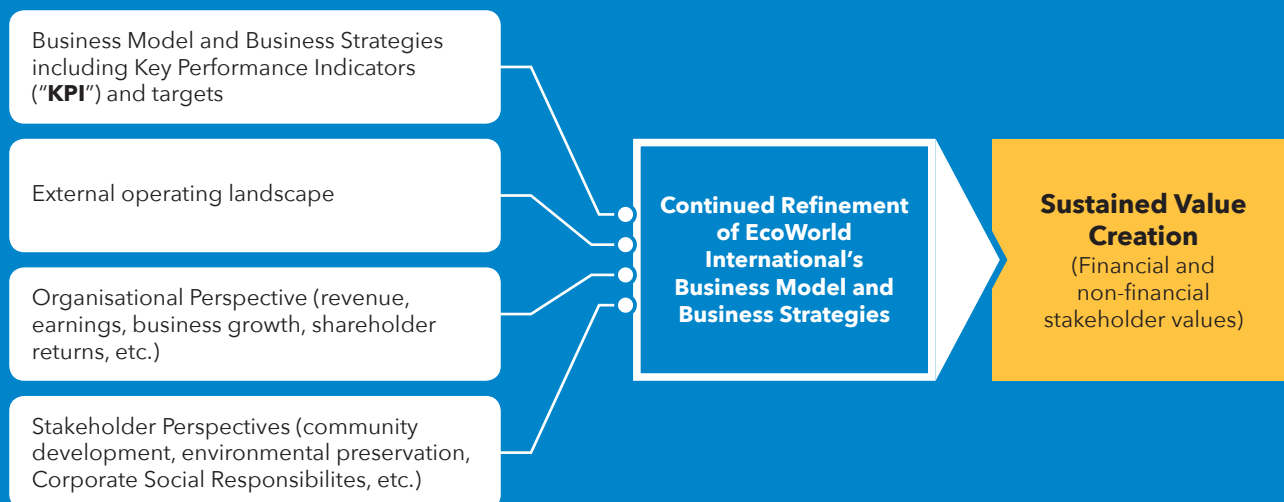 Business Model and Business Strategies
including Key Performance Indicators
(“KPI”) and targets
External operating landscape
Organisational Perspective (revenue,
earnings, business growth, shareholder
returns, etc.)
Stakeholder Perspectives (community
development, environmental preservation,
Corporate Social Responsibilites, etc.)
Continued Refinement
of EcoWorld
International’s
Business Model and
Business Strategies
Sustained Value
Creation
(Financial and
non-financial
stakeholder values)